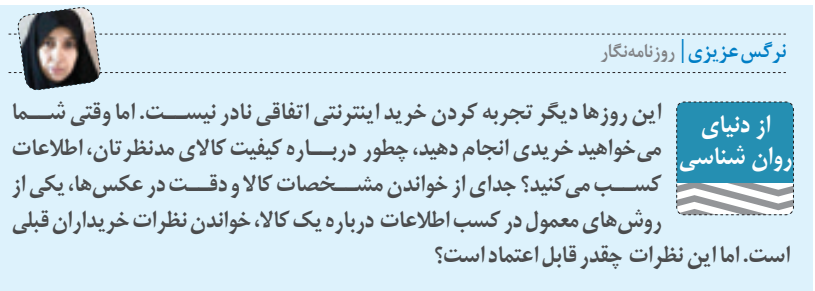 نرگس عزیزی | روزنامه‌نگار
از دنیای
روان شناسی
این روزها دیگر تجربه کردن خرید اینترنتی اتفاقی نادر نیست. اما وقتی شما
می‌خواهید خریدی انجام دهید، چطور درباره کیفیت کالای مدنظرتان، اطلاعات
کسب می‌کنید؟ جدای از خواندن مشخصات کالا و دقت در عکس‌ها، یکی از
روش‌های معمول در کسب اطلاعات درباره یک کالا، خواندن نظرات خریداران قبلی
است. اما این نظرات چقدر قابل اعتماد است؟